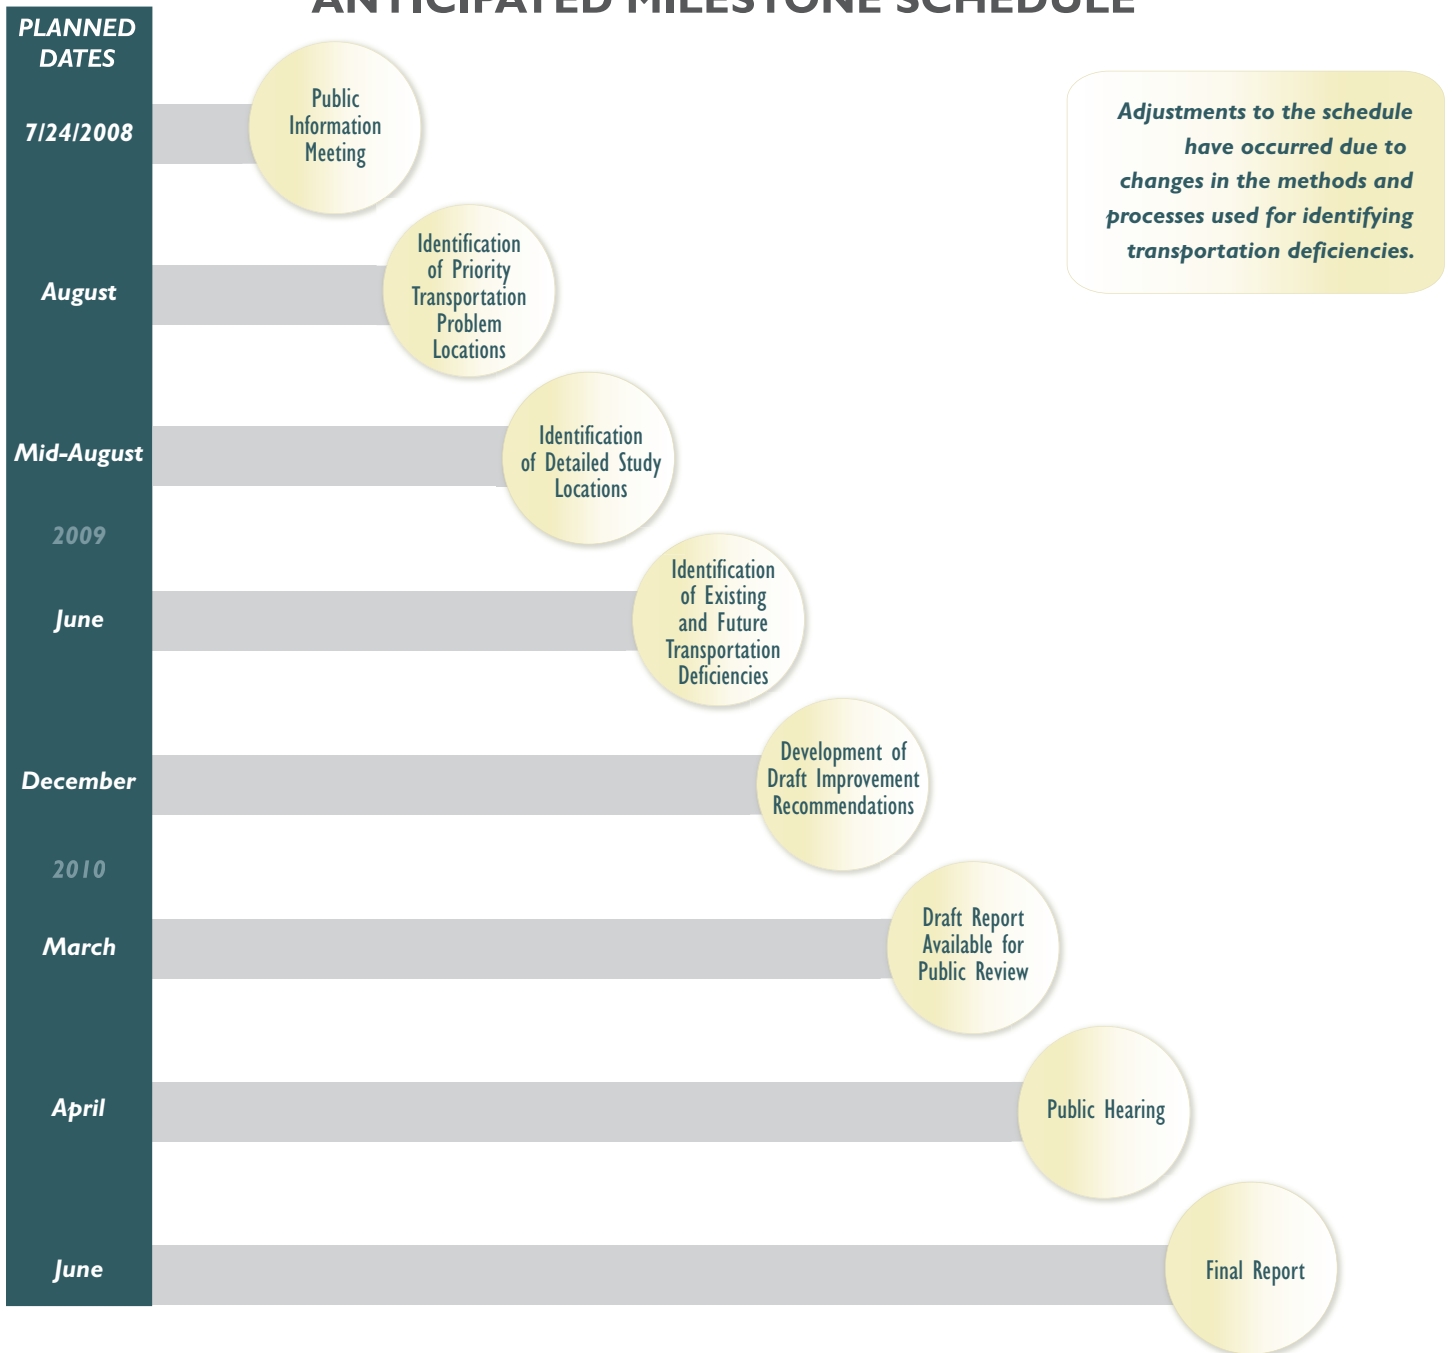 ANTICIPATED MILESTONE SCHEDULE
PLANNED
DATES
7/24/2008
Public
Information
Meeting
Adjustments to the schedule
have occurred due to
changes in the methods and
processes used for identifying
transportation deficiencies.
August
Identification
of Priority
Transportation
Problem
Locations
Mid-August
Identification
of Detailed Study
Locations
2009
June
Identification
of Existing
and Future
Transportation
Deficiencies
December
Development of
Draft Improvement
Recommendations
2010
March
Draft Report
Available for
Public Review
April
Public Hearing
June
Final Report